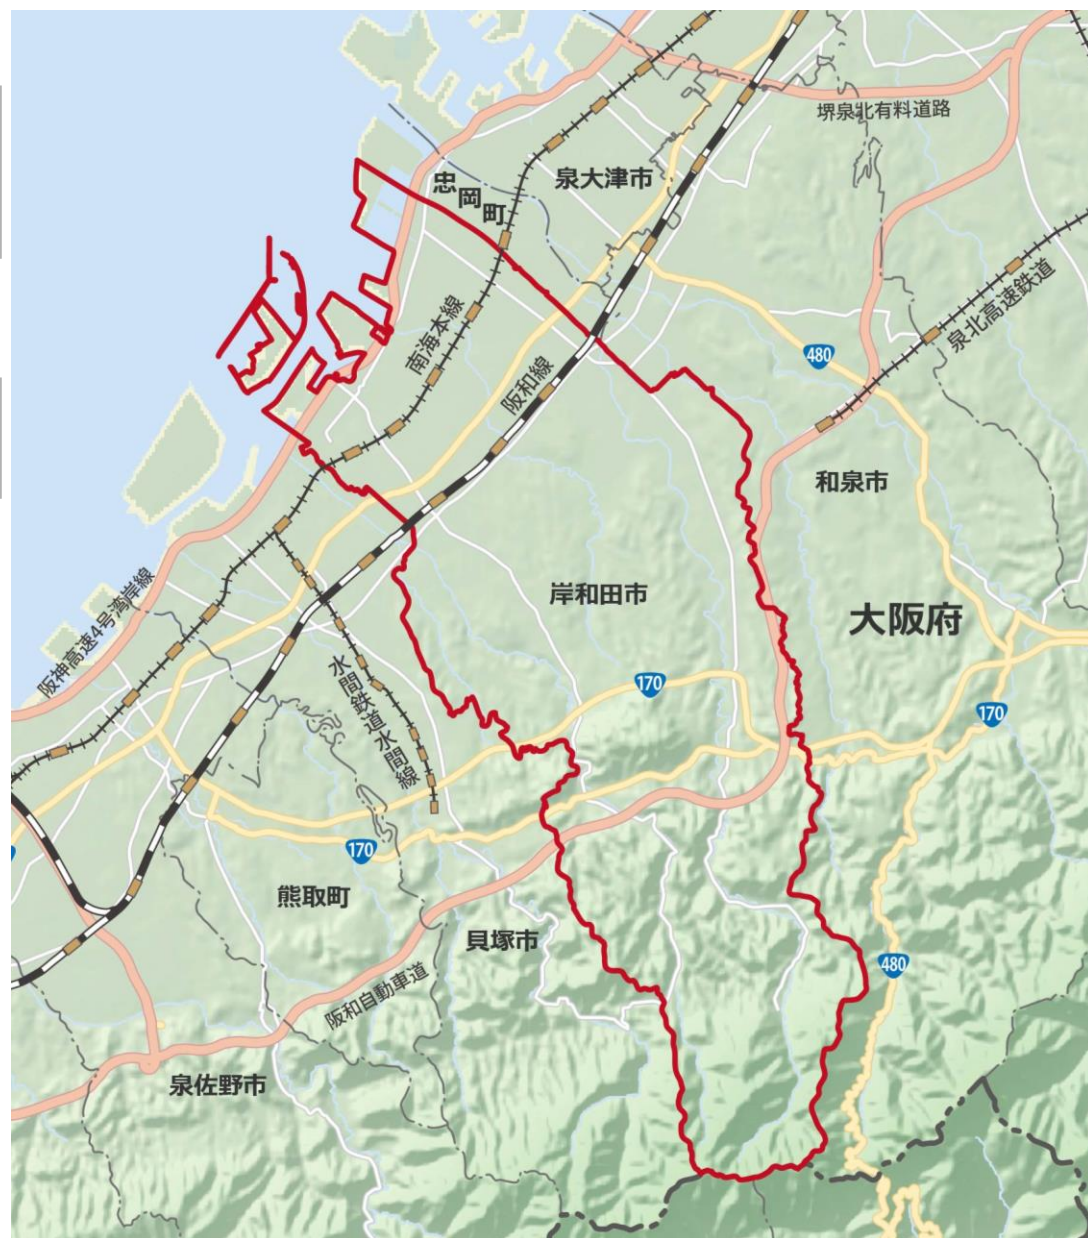 堺泉北有料道路
忠岡町
泉大津市
泉北高速鉄道
南海本線
480
阪和線
和泉市
岸和田市
大阪府
阪神高速4号湾岸線
170
170
水間鉄道水間線
170
熊取町
貝塚市
480
阪和自動車道
泉佐野市